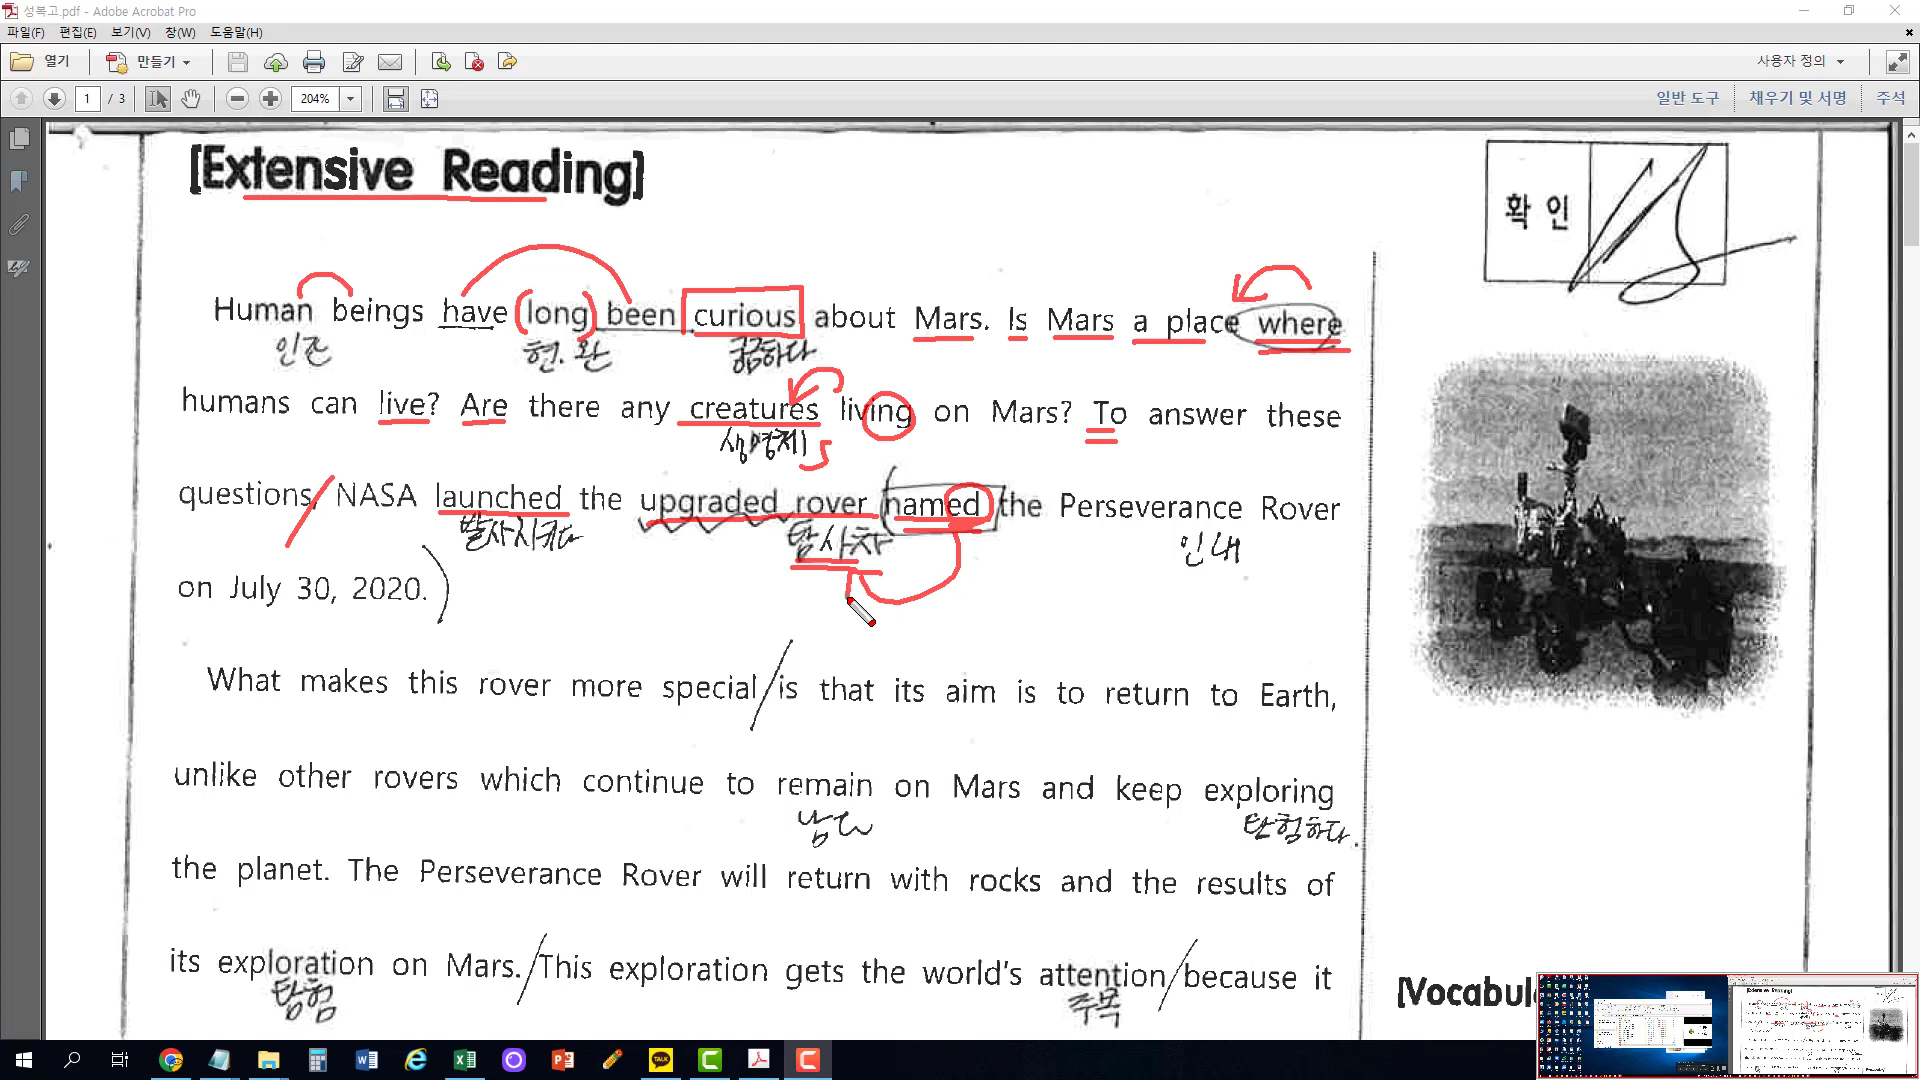 성복고.pdf - Adobe Acrobat Pro
파일(F) 편집(E) 보기(V) 창(W) 도움말(H)
열기 만들기 사용자 정의
1 / 3 204% 일반 도구 채우기 및 서명 주석
[Extensive Reading]
확 인
Human beings have (long) been curious about Mars. Is Mars a place where
인간 현.완 궁금하다
humans can live? Are there any creatures living on Mars? To answer these
생명체
questions, NASA launched the upgraded rover named the Perseverance Rover
발사시키다 탐사차 인내
on July 30, 2020.)
What makes this rover more special/is that its aim is to return to Earth,
unlike other rovers which continue to remain on Mars and keep exploring
남다 탐험하다.
the planet. The Perseverance Rover will return with rocks and the results of
its exploration on Mars./This exploration gets the world's attention/because it
탐험 주목
[Vocabul